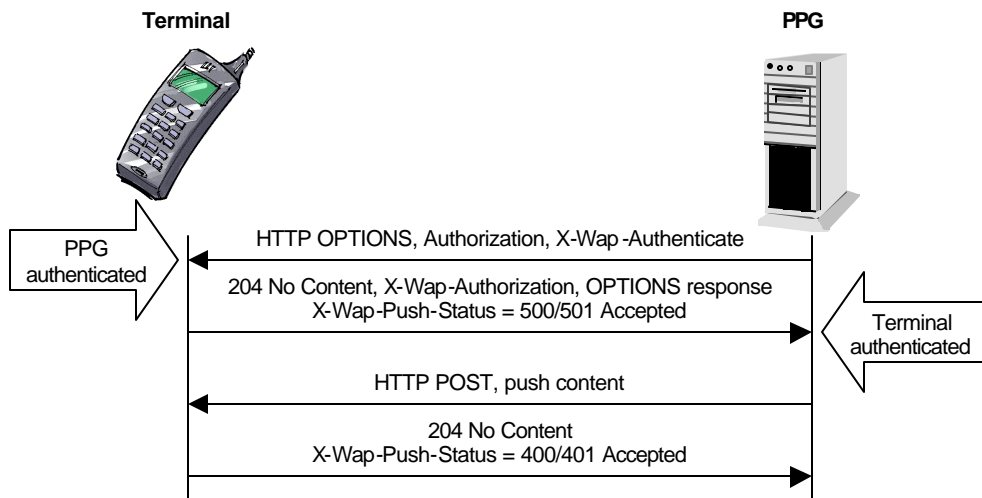 Terminal
PPG
PPG
authenticated
HTTP OPTIONS, Authorization, X-Wap-Authenticate
204 No Content, X-Wap-Authorization, OPTIONS response
X-Wap-Push-Status = 500/501 Accepted
Terminal
authenticated
HTTP POST, push content
204 No Content
X-Wap-Push-Status = 400/401 Accepted